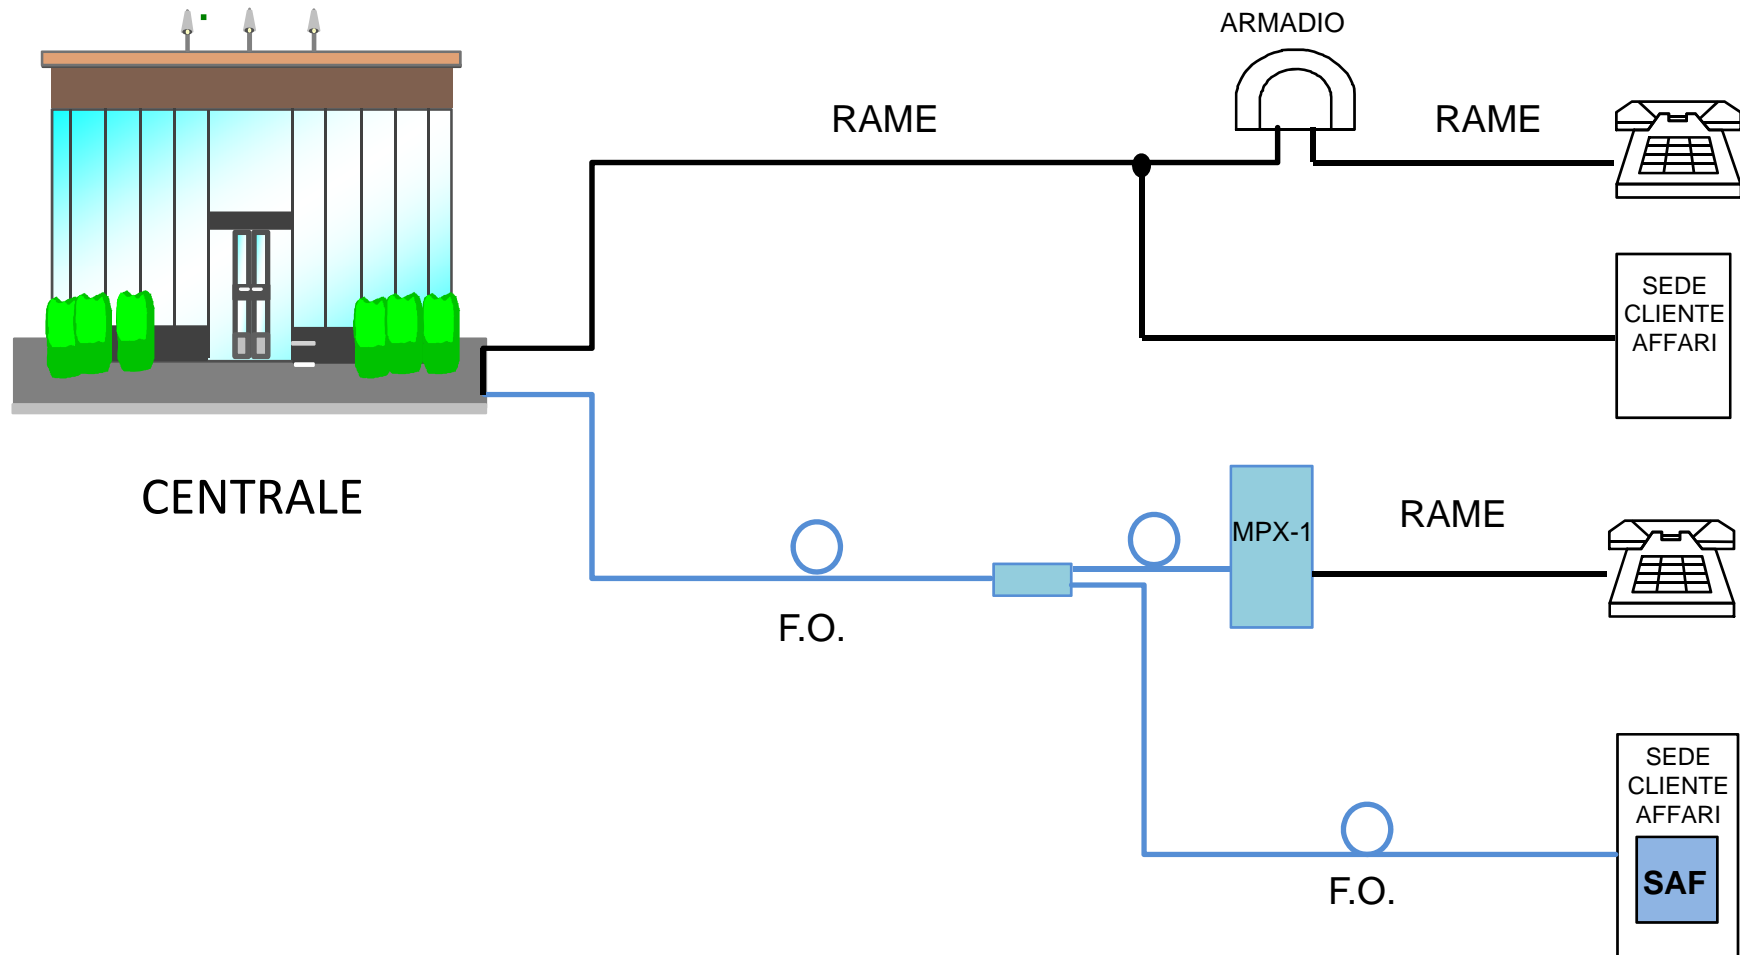 ARMADIO
RAME
RAME
SEDE
CLIENTE
AFFARI
CENTRALE
MPX-1
RAME
F.O.
SEDE
CLIENTE
AFFARI
SAF
F.O.